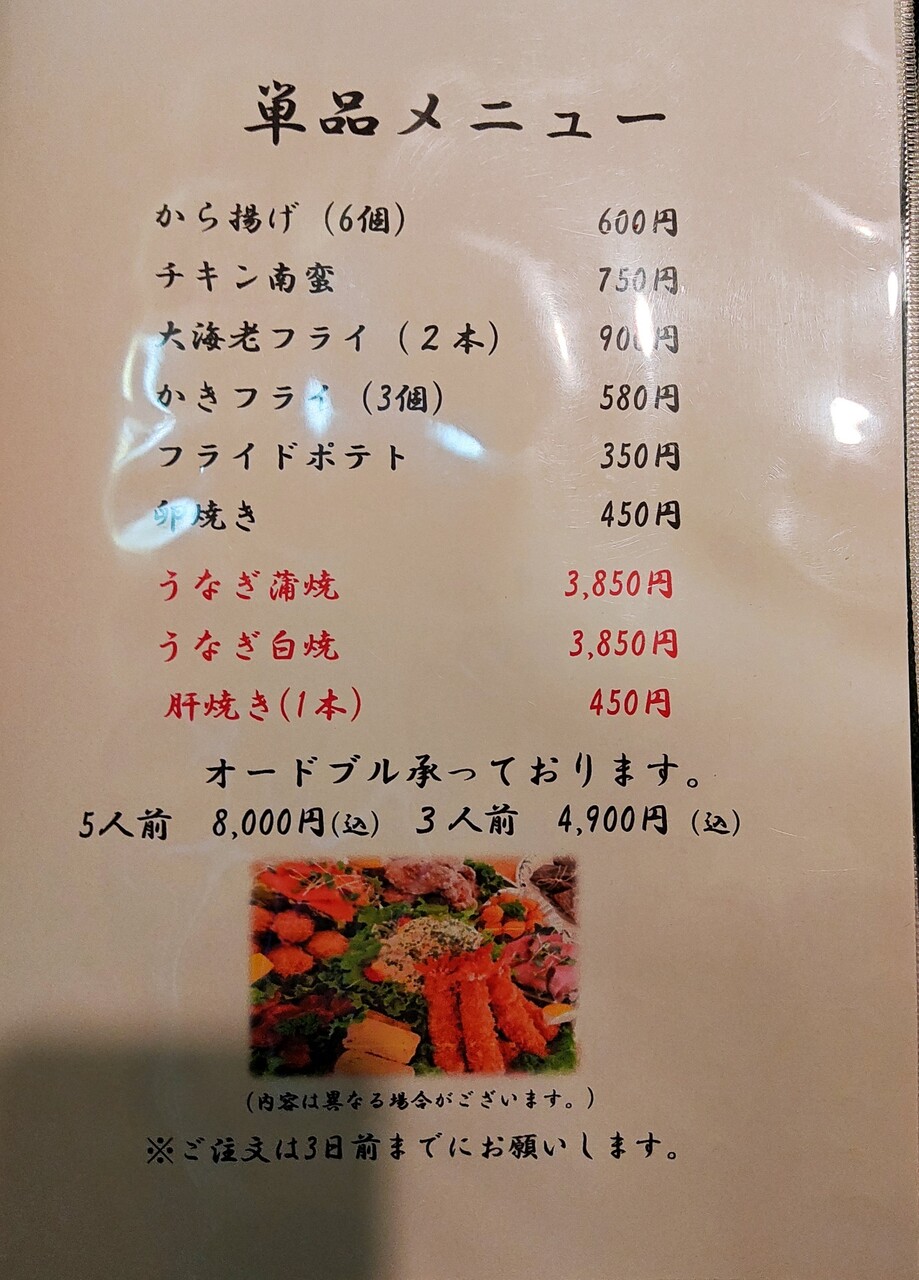 単品メニュー
から揚げ (6個) 600円
チキン南蛮 750円
大海老フライ (2本) 900円
かきフライ (3個) 580円
フライドポテト 350円
卵焼き 450円
うなぎ蒲焼 3,850円
うなぎ白焼 3,850円
肝焼き(1本) 450円
オードブル承っております。
5人前 8,000円(込) 3人前 4,900円 (込)
(内容は異なる場合がございます。)
※ご注文は3日前までにお願いします。